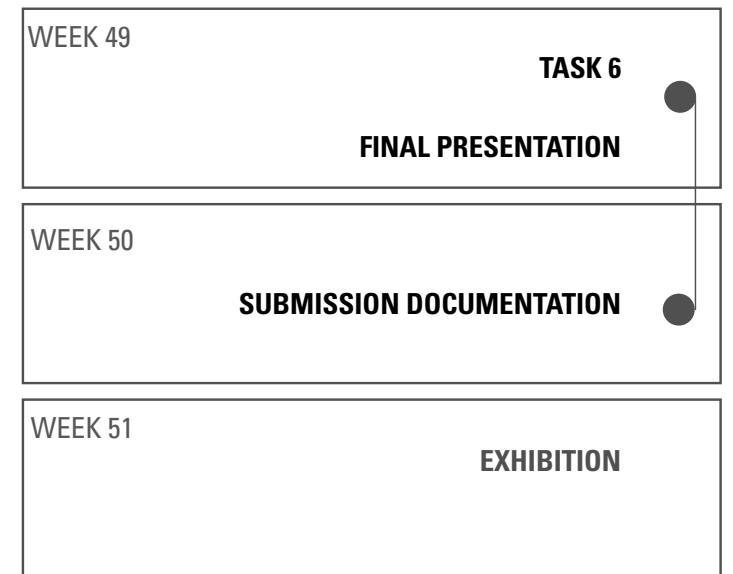 WEEK 49
TASK 6
FINAL PRESENTATION
WEEK 50
SUBMISSION DOCUMENTATION
WEEK 51
EXHIBITION